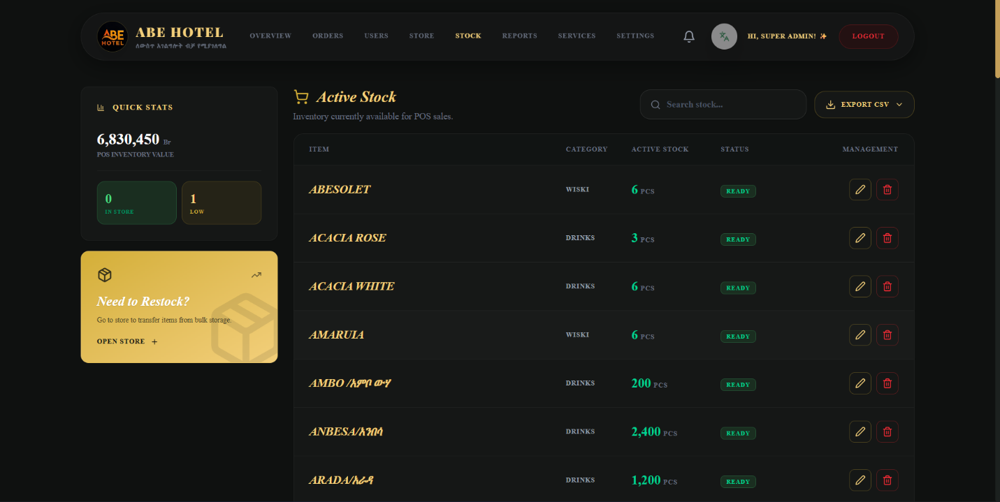 ABE HOTEL
ABE HOTEL
ለውስጥ አገልግሎት ብቻ የሚያገለግል
OVERVIEW ORDERS USERS STORE STOCK REPORTS SERVICES SETTINGS
HI, SUPER ADMIN! ✨
LOGOUT
QUICK STATS
6,830,450 Br
POS INVENTORY VALUE
0
IN STORE
1
LOW
Need to Restock?
Go to store to transfer items from bulk storage.
OPEN STORE +
Active Stock
Inventory currently available for POS sales.
Search stock...
EXPORT CSV
ITEM CATEGORY ACTIVE STOCK STATUS MANAGEMENT
ABESOLET WISKI 6 PCS READY
ACACIA ROSE DRINKS 3 PCS READY
ACACIA WHITE DRINKS 6 PCS READY
AMARULA WISKI 6 PCS READY
AMBO /አምቦ ውሃ DRINKS 200 PCS READY
ANBESA/አንበሳ DRINKS 2,400 PCS READY
ARADA/አራዳ DRINKS 1,200 PCS READY